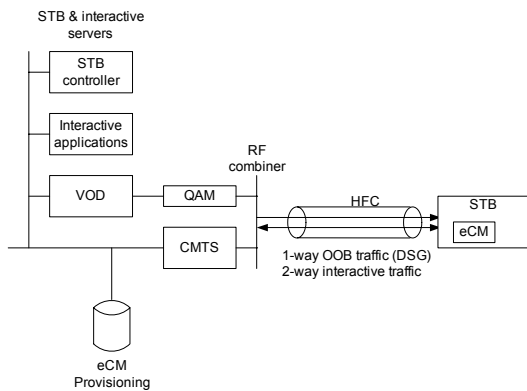 STB & interactive
servers
STB
controller
Interactive
applications
VOD
QAM
RF
combiner
CMTS
HFC
1-way OOB traffic (DSG)
2-way interactive traffic
STB
eCM
eCM
Provisioning